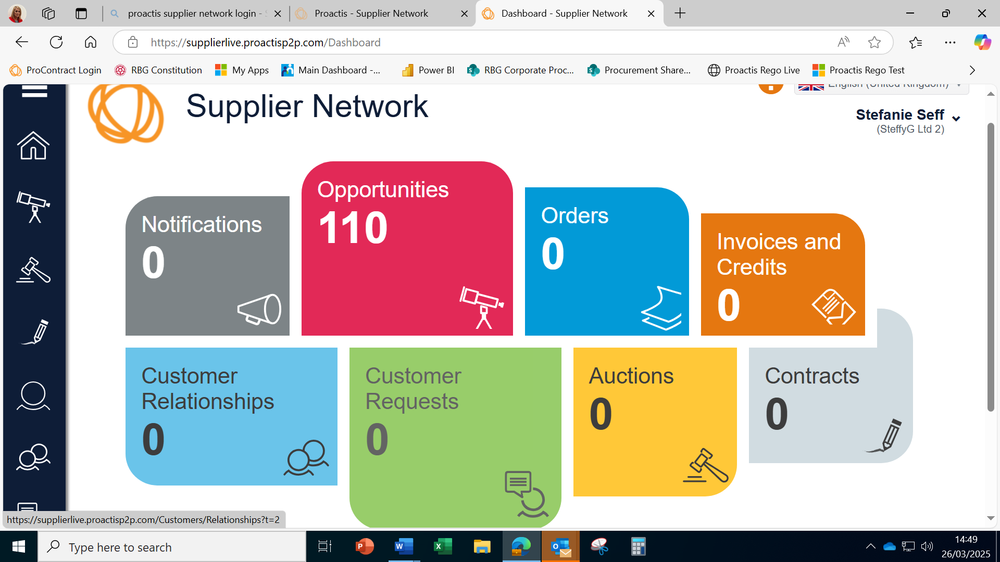 proactis supplier network login - S
Proactis - Supplier Network
Dashboard - Supplier Network
https://supplierlive.proactisp2p.com/Dashboard
ProContract Login
RBG Constitution
My Apps
Main Dashboard -...
Power BI
RBG Corporate Proc...
Procurement Share...
Proactis Rego Live
Proactis Rego Test
English (United Kingdom)
Supplier Network
Stefanie Seff
(SteffyG Ltd 2)
Notifications
0
Opportunities
110
Orders
0
Invoices and
Credits
0
Customer
Relationships
0
Customer
Requests
0
Auctions
0
Contracts
0
https://supplierlive.proactisp2p.com/Customers/Relationships?t=2
Type here to search
14:49
26/03/2025